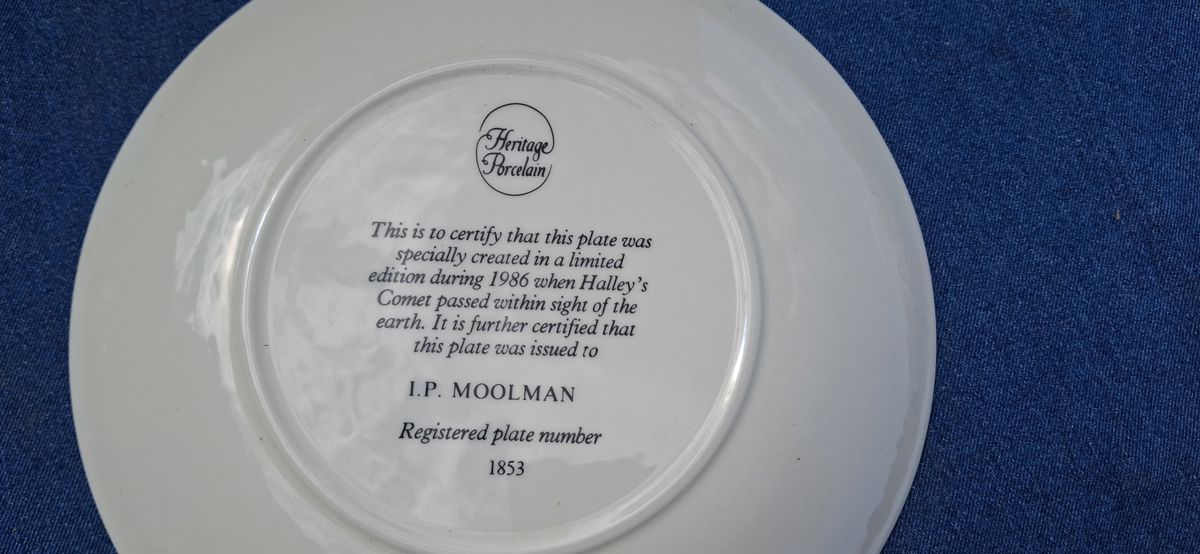 Heritage
Porcelain
This is to certify that this plate was
specially created in a limited
edition during 1986 when Halley's
Comet passed within sight of the
earth. It is further certified that
this plate was issued to
I.P. MOOLMAN
Registered plate number
1853